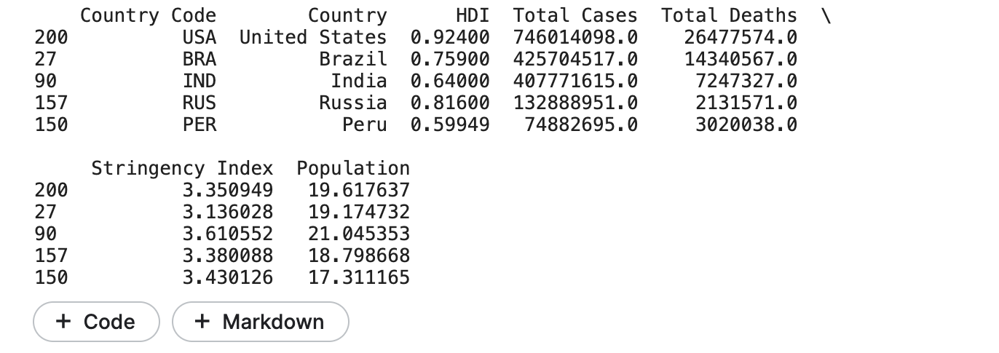 Country Code        Country      HDI  Total Cases  Total Deaths  \
200          USA  United States  0.92400  746014098.0    26477574.0
27           BRA         Brazil  0.75900  425704517.0    14340567.0
90           IND          India  0.64000  407771615.0     7247327.0
157          RUS         Russia  0.81600  132888951.0     2131571.0
150          PER           Peru  0.59949   74882695.0     3020038.0
     Stringency Index  Population
200          3.350949   19.617637
27           3.136028   19.174732
90           3.610552   21.045353
157          3.380088   18.798668
150          3.430126   17.311165
+ Code + Markdown